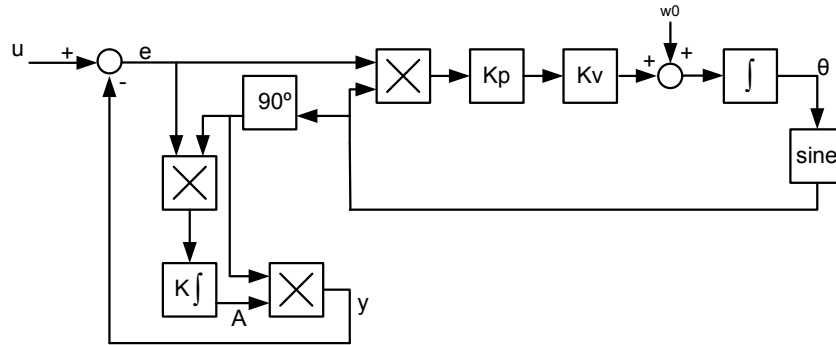 w0
u
+
e
-
90º
Kp
Kv
+
+
∫
θ
sine
K∫
A
y